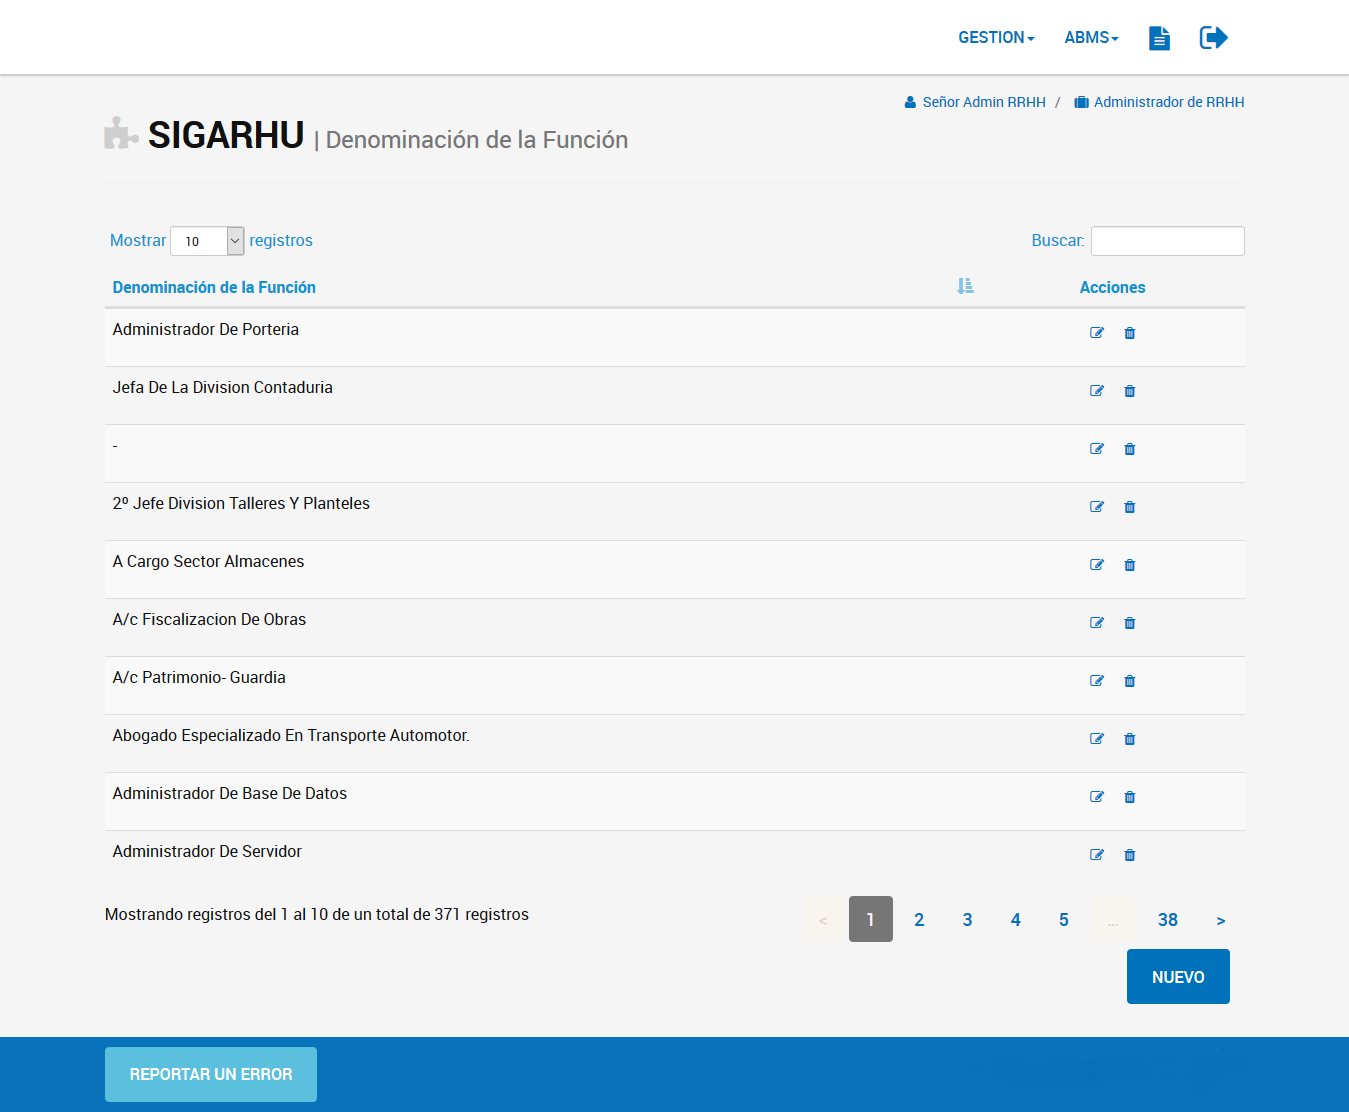 GESTION ABMS
Señor Admin RRHH / Administrador de RRHH
SIGARHU | Denominación de la Función
Mostrar 10 registros Buscar:
Denominación de la Función Acciones
Administrador De Porteria
Jefa De La Division Contaduria
-
2º Jefe Division Talleres Y Planteles
A Cargo Sector Almacenes
A/c Fiscalizacion De Obras
A/c Patrimonio- Guardia
Abogado Especializado En Transporte Automotor.
Administrador De Base De Datos
Administrador De Servidor
Mostrando registros del 1 al 10 de un total de 371 registros < 1 2 3 4 5 ... 38 >
NUEVO
REPORTAR UN ERROR